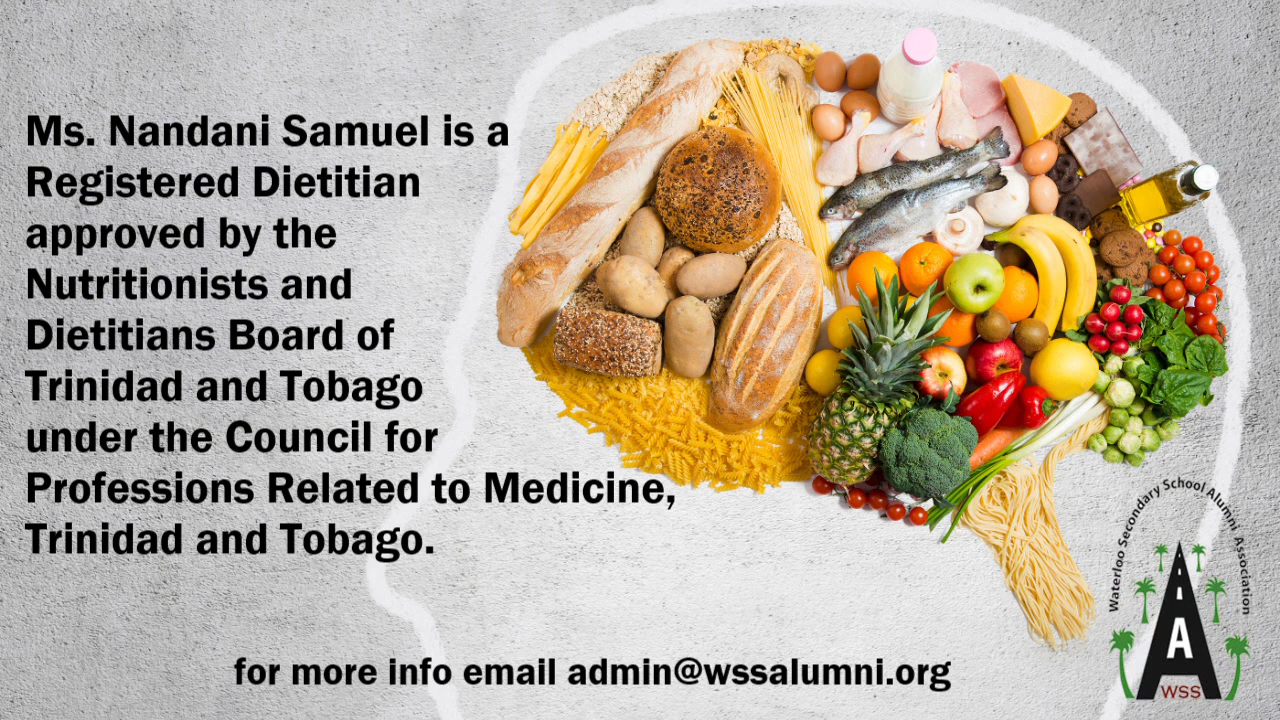 Ms. Nandani Samuel is a
Registered Dietitian
approved by the
Nutritionists and
Dietitians Board of
Trinidad and Tobago
under the Council for
Professions Related to Medicine,
Trinidad and Tobago.
Waterloo Secondary School Alumni Association
A
WSS
for more info email admin@wssalumni.org